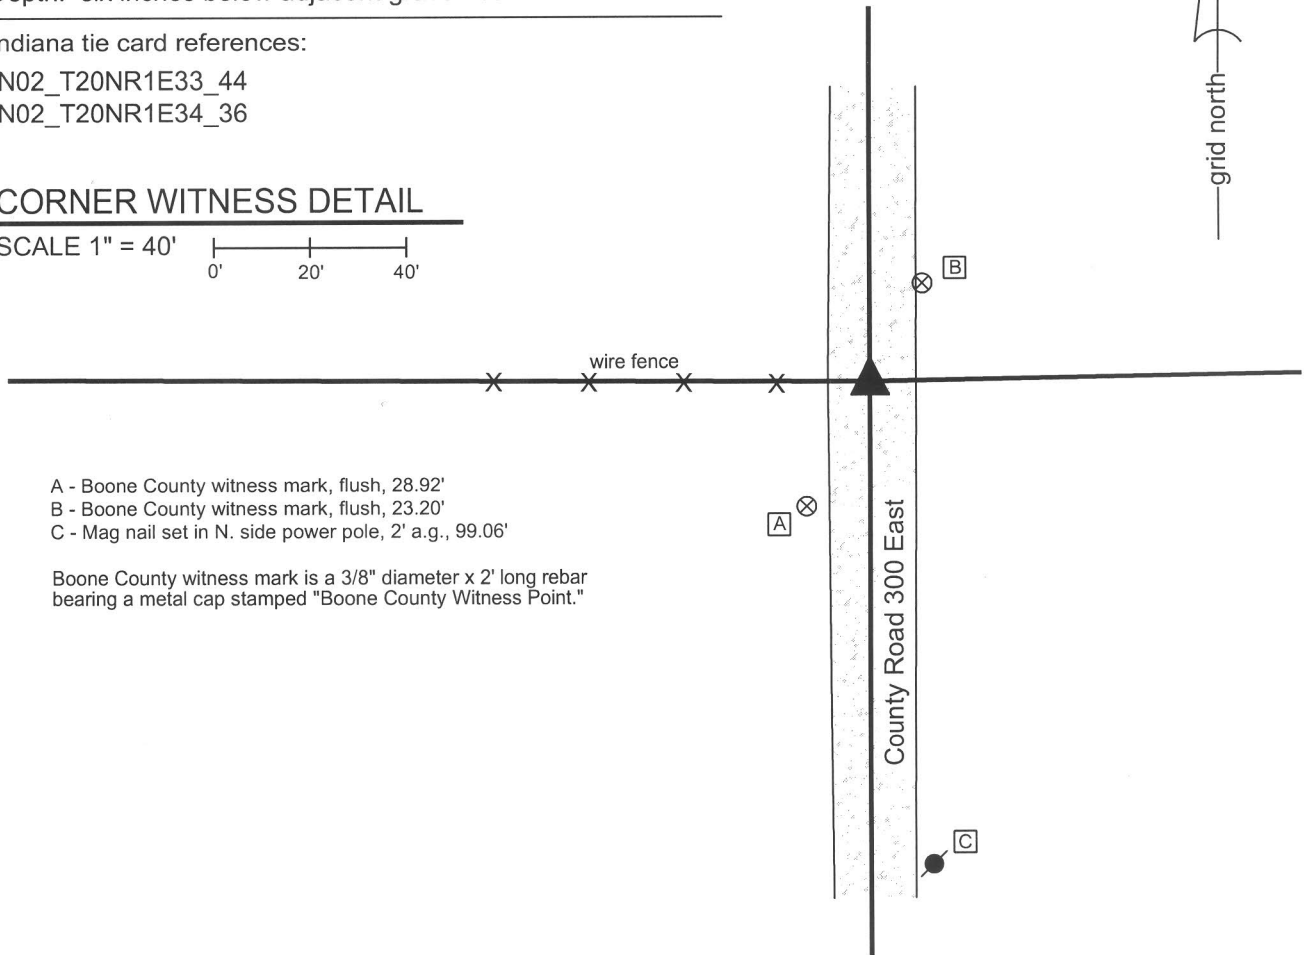 ndiana tie card references:
N02_T20NR1E33_44
N02_T20NR1E34_36
CORNER WITNESS DETAIL
SCALE 1" = 40'
0' 20' 40'
grid north
B
wire fence
X X X X
A - Boone County witness mark, flush, 28.92'
B - Boone County witness mark, flush, 23.20'
C - Mag nail set in N. side power pole, 2' a.g., 99.06'
A
Boone County witness mark is a 3/8" diameter x 2' long rebar
bearing a metal cap stamped "Boone County Witness Point."
County Road 300 East
C